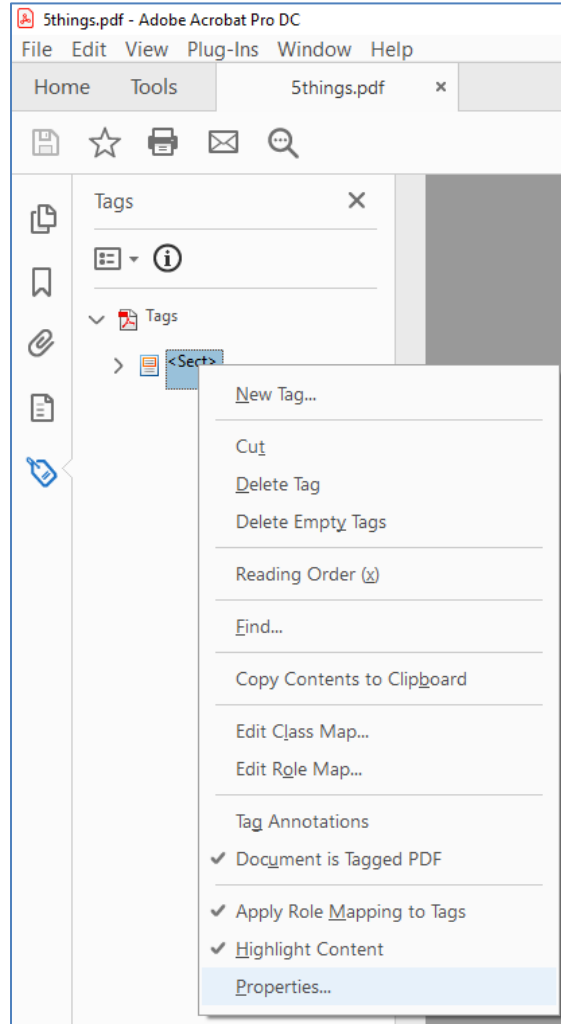 5things.pdf - Adobe Acrobat Pro DC
File Edit View Plug-Ins Window Help
Home Tools 5things.pdf ×
Tags
Tags
<Sect>
New Tag...
Cut
Delete Tag
Delete Empty Tags
Reading Order (x)
Find...
Copy Contents to Clipboard
Edit Class Map...
Edit Role Map...
Tag Annotations
Document is Tagged PDF
Apply Role Mapping to Tags
Highlight Content
Properties...